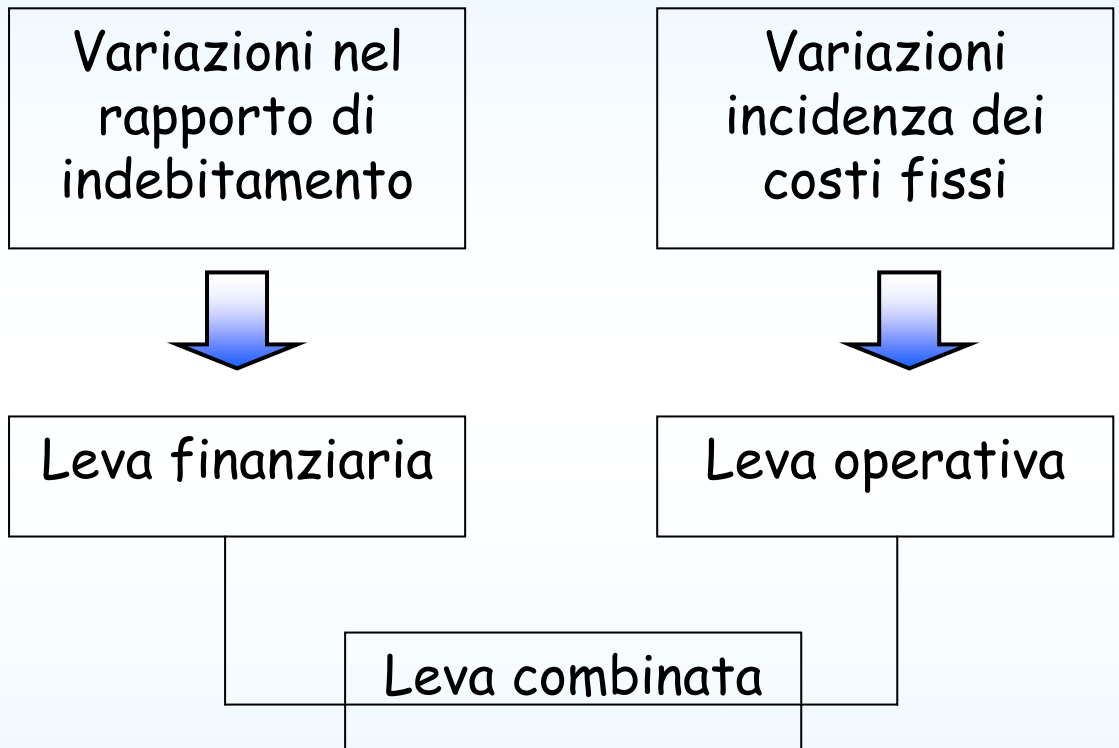 Variazioni nel
rapporto di
indebitamento
Variazioni
incidenza dei
costi fissi
Leva finanziaria
Leva operativa
Leva combinata